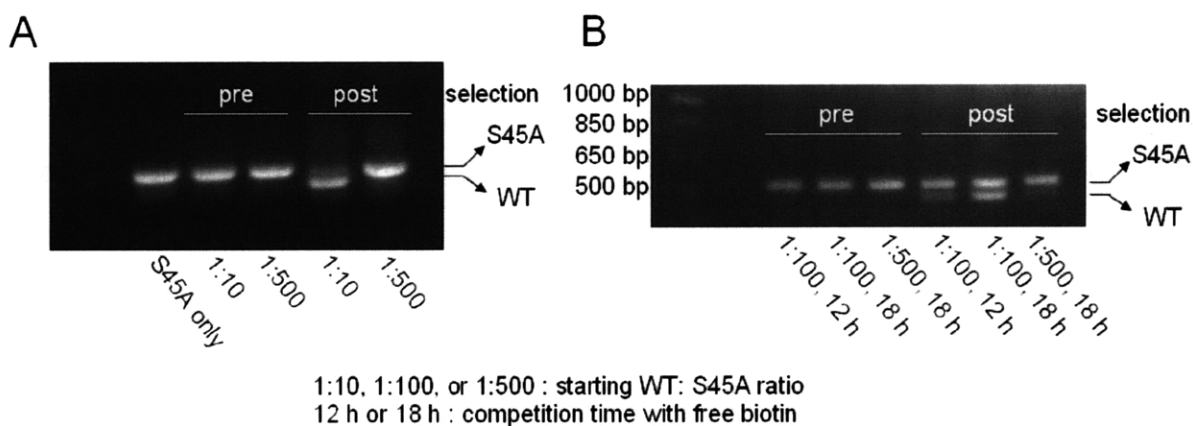 A
pre
post
selection
S45A
WT
S45A only
1:10
1:500
1:10
1:500
B
1000 bp
850 bp
650 bp
500 bp
pre
post
selection
S45A
WT
1:100, 12 h
1:100, 18 h
1:500, 18 h
1:100, 12 h
1:100, 18 h
1:500, 18 h
1:10, 1:100, or 1:500 : starting WT: S45A ratio
12 h or 18 h : competition time with free biotin